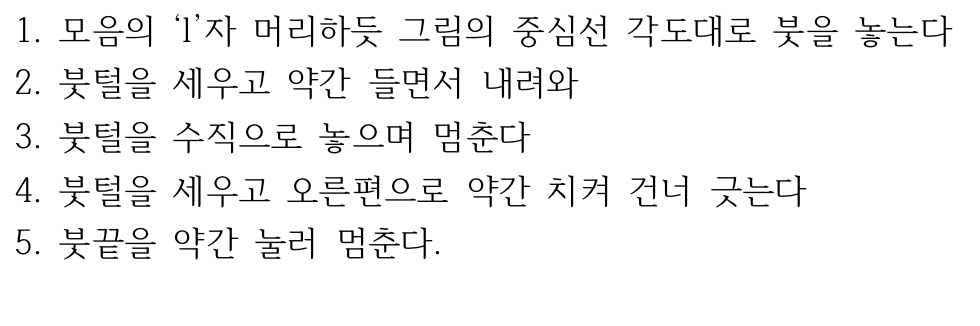 1. 모음의 ‘l’자 머리하듯 그림의 중심선 각도대로 붓을 놓는다
2. 붓털을 세우고 약간 들면서 내려와
3. 붓털을 수직으로 놓으며 멈춘다
4. 붓털을 세우고 오른편으로 약간 치켜 건너 긋는다
5. 붓끝을 약간 눌러 멈춘다.